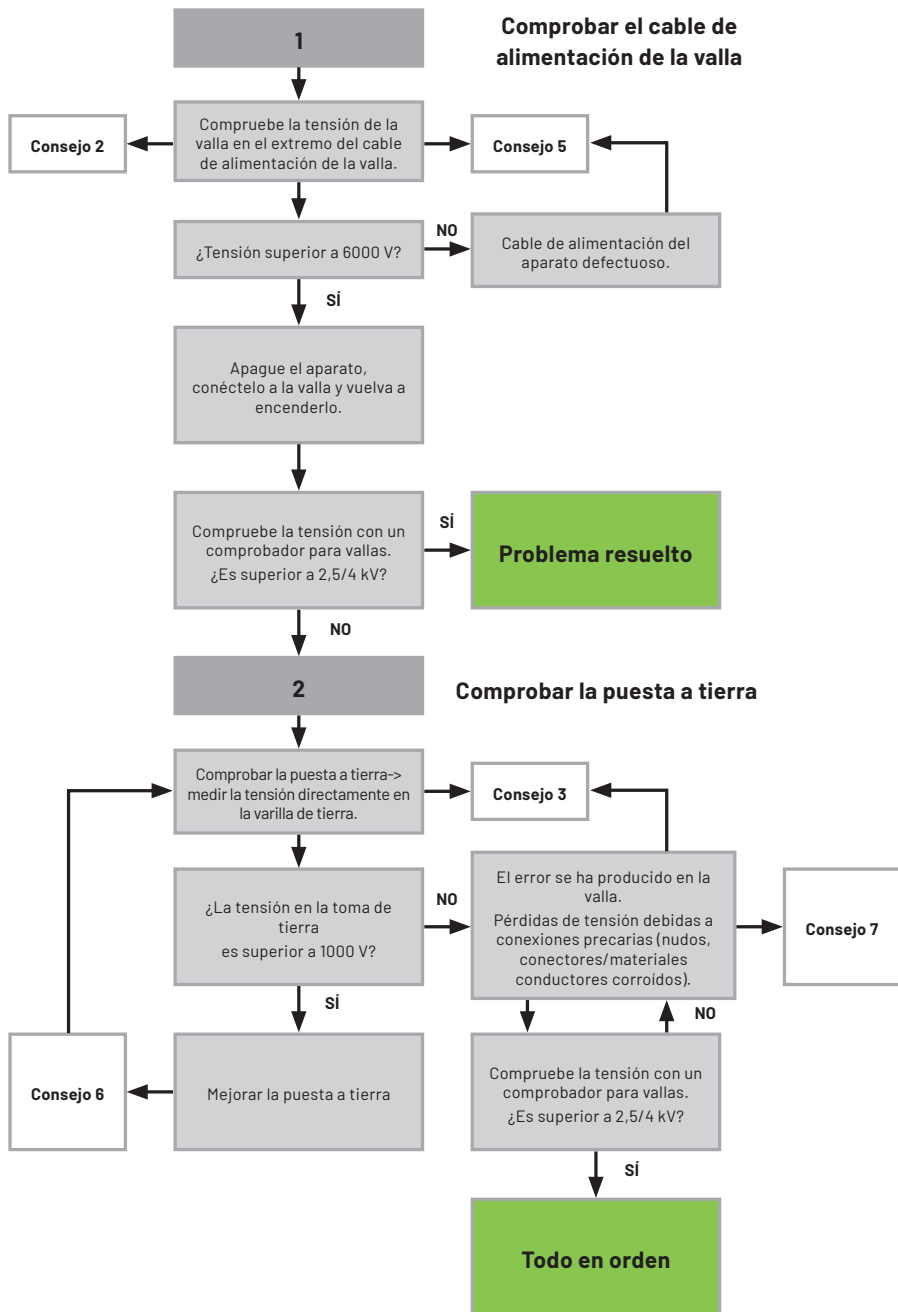 1
Comprobar el cable de
alimentación de la valla
Consejo 2
Compruebe la tensión de la
valla en el extremo del cable
de alimentación de la valla.
Consejo 5
¿Tensión superior a 6000 V?
NO
Cable de alimentación del
aparato defectuoso.
SÍ
Apague el aparato,
conéctelo a la valla y vuelva a
encenderlo.
Compruebe la tensión con un
comprobador para vallas.
¿Es superior a 2,5/4 kV?
SÍ
Problema resuelto
NO
2
Comprobar la puesta a tierra
Comprobar la puesta a tierra->
medir la tensión directamente en
la varilla de tierra.
Consejo 3
¿La tensión en la toma de
tierra
es superior a 1000 V?
NO
El error se ha producido en la
valla.
Pérdidas de tensión debidas a
conexiones precarias (nudos,
conectores/materiales
conductores corroídos).
Consejo 7
SÍ
NO
Consejo 6
Mejorar la puesta a tierra
Compruebe la tensión con un
comprobador para vallas.
¿Es superior a 2,5/4 kV?
SÍ
Todo en orden